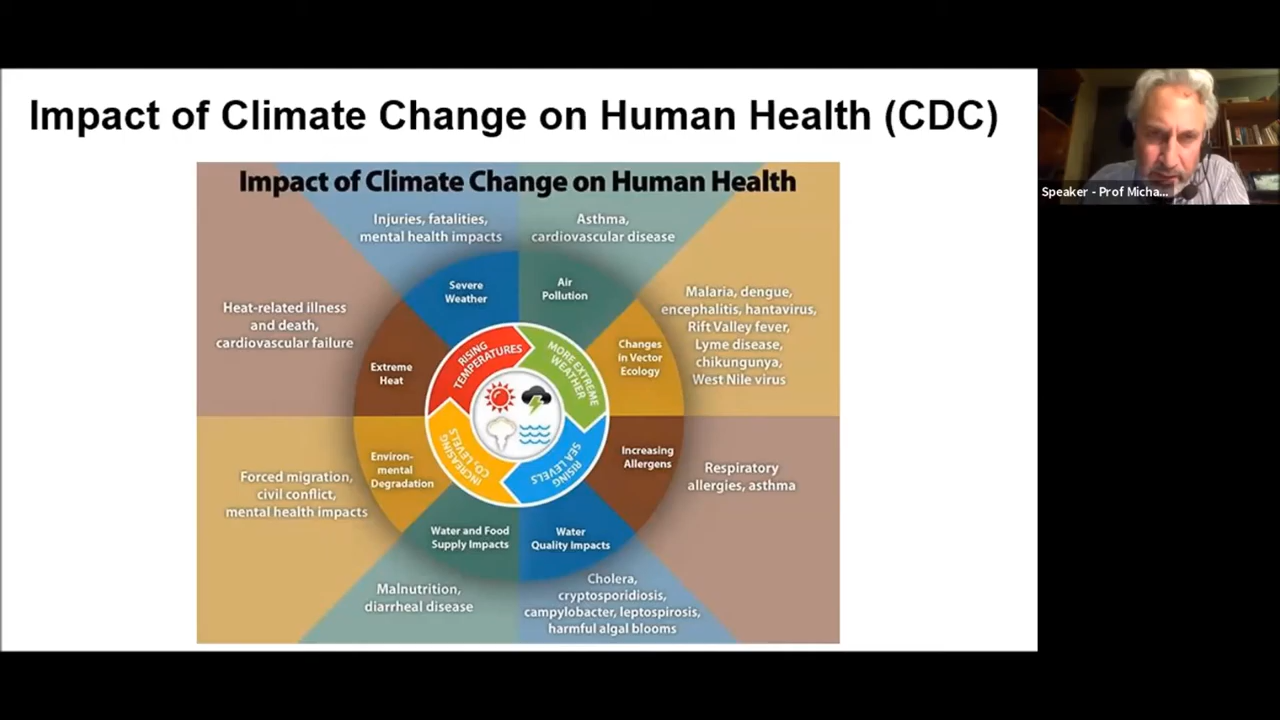 Impact of Climate Change on Human Health (CDC)
Impact of Climate Change on Human Health
Injuries, fatalities,
mental health impacts
Asthma,
cardiovascular disease
Severe
Weather
Air
Pollution
Heat-related illness
and death,
cardiovascular failure
Extreme
Heat
Changes
in Vector
Ecology
Malaria, dengue,
encephalitis, hantavirus,
Rift Valley fever,
Lyme disease,
chikungunya,
West Nile virus
RISING
TEMPERATURES
MORE EXTREME
WEATHER
INCREASING
CO₂ LEVELS
RISING
SEA LEVELS
Forced migration,
civil conflict,
mental health impacts
Environ-
mental
Degradation
Increasing
Allergens
Respiratory
allergies, asthma
Water and Food
Supply Impacts
Water
Quality Impacts
Malnutrition,
diarrheal disease
Cholera,
cryptosporidiosis,
campylobacter, leptospirosis,
harmful algal blooms
Speaker - Prof Micha...